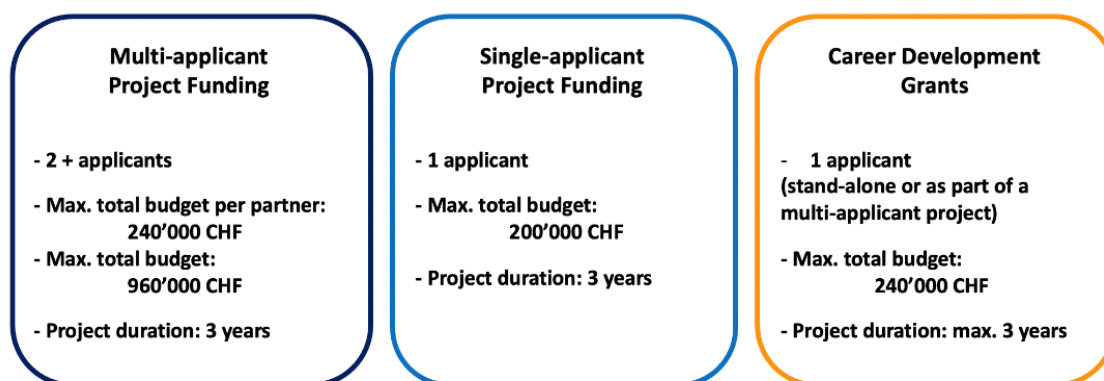 Multi-applicant
Project Funding
- 2 + applicants
- Max. total budget per partner:
240’000 CHF
- Max. total budget:
960’000 CHF
- Project duration: 3 years
Single-applicant
Project Funding
- 1 applicant
- Max. total budget:
200’000 CHF
- Project duration: 3 years
Career Development
Grants
- 1 applicant
(stand-alone or as part of a
multi-applicant project)
- Max. total budget:
240’000 CHF
- Project duration: max. 3 years